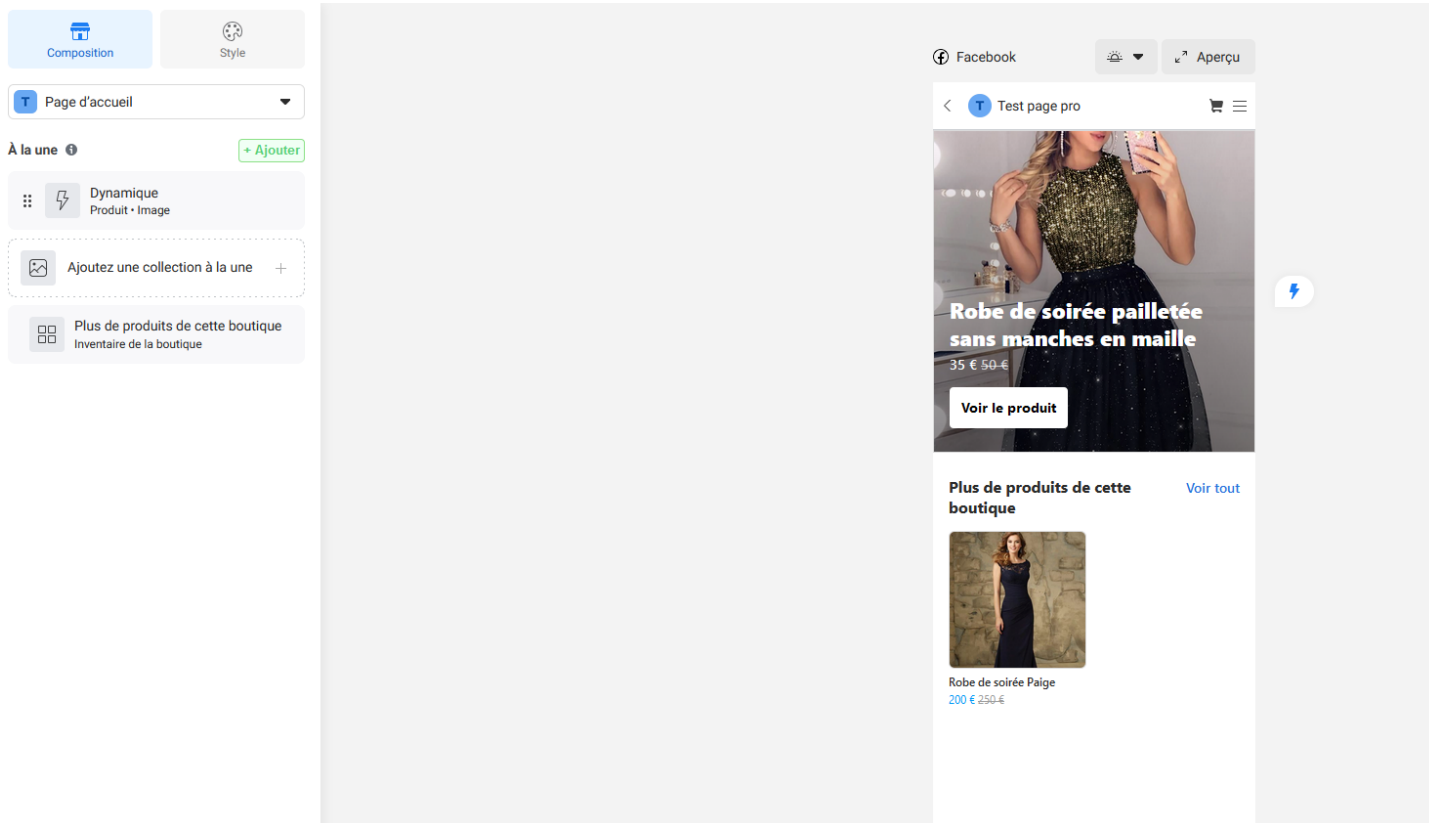 Composition
Style
T
Page d’accueil
À la une
+ Ajouter
Dynamique
Produit • Image
Ajoutez une collection à la une
Plus de produits de cette boutique
Inventaire de la boutique
Facebook
Aperçu
T
Test page pro
Robe de soirée pailletée
sans manches en maille
35 € 50 €
Voir le produit
Plus de produits de cette
boutique
Voir tout
Robe de soirée Paige
200 € 250 €